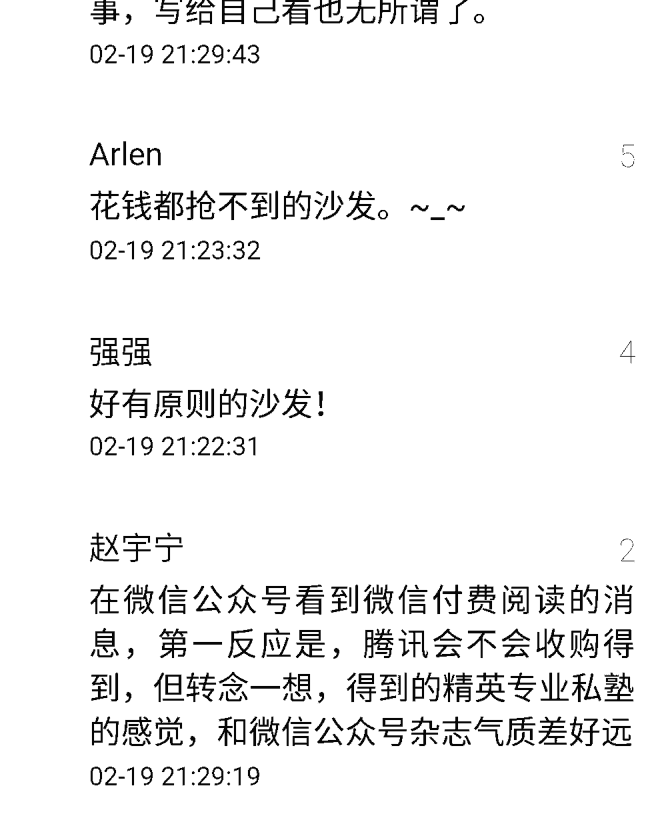 事，写给自己看也无所谓了。
02-19 21:29:43
Arlen
5
花钱都抢不到的沙发。~_~
02-19 21:23:32
强强
4
好有原则的沙发！
02-19 21:22:31
赵宇宁
2
在微信公众号看到微信付费阅读的消
息，第一反应是，腾讯会不会收购得
到，但转念一想，得到的精英专业私塾
的感觉，和微信公众号杂志气质差好远
02-19 21:29:19